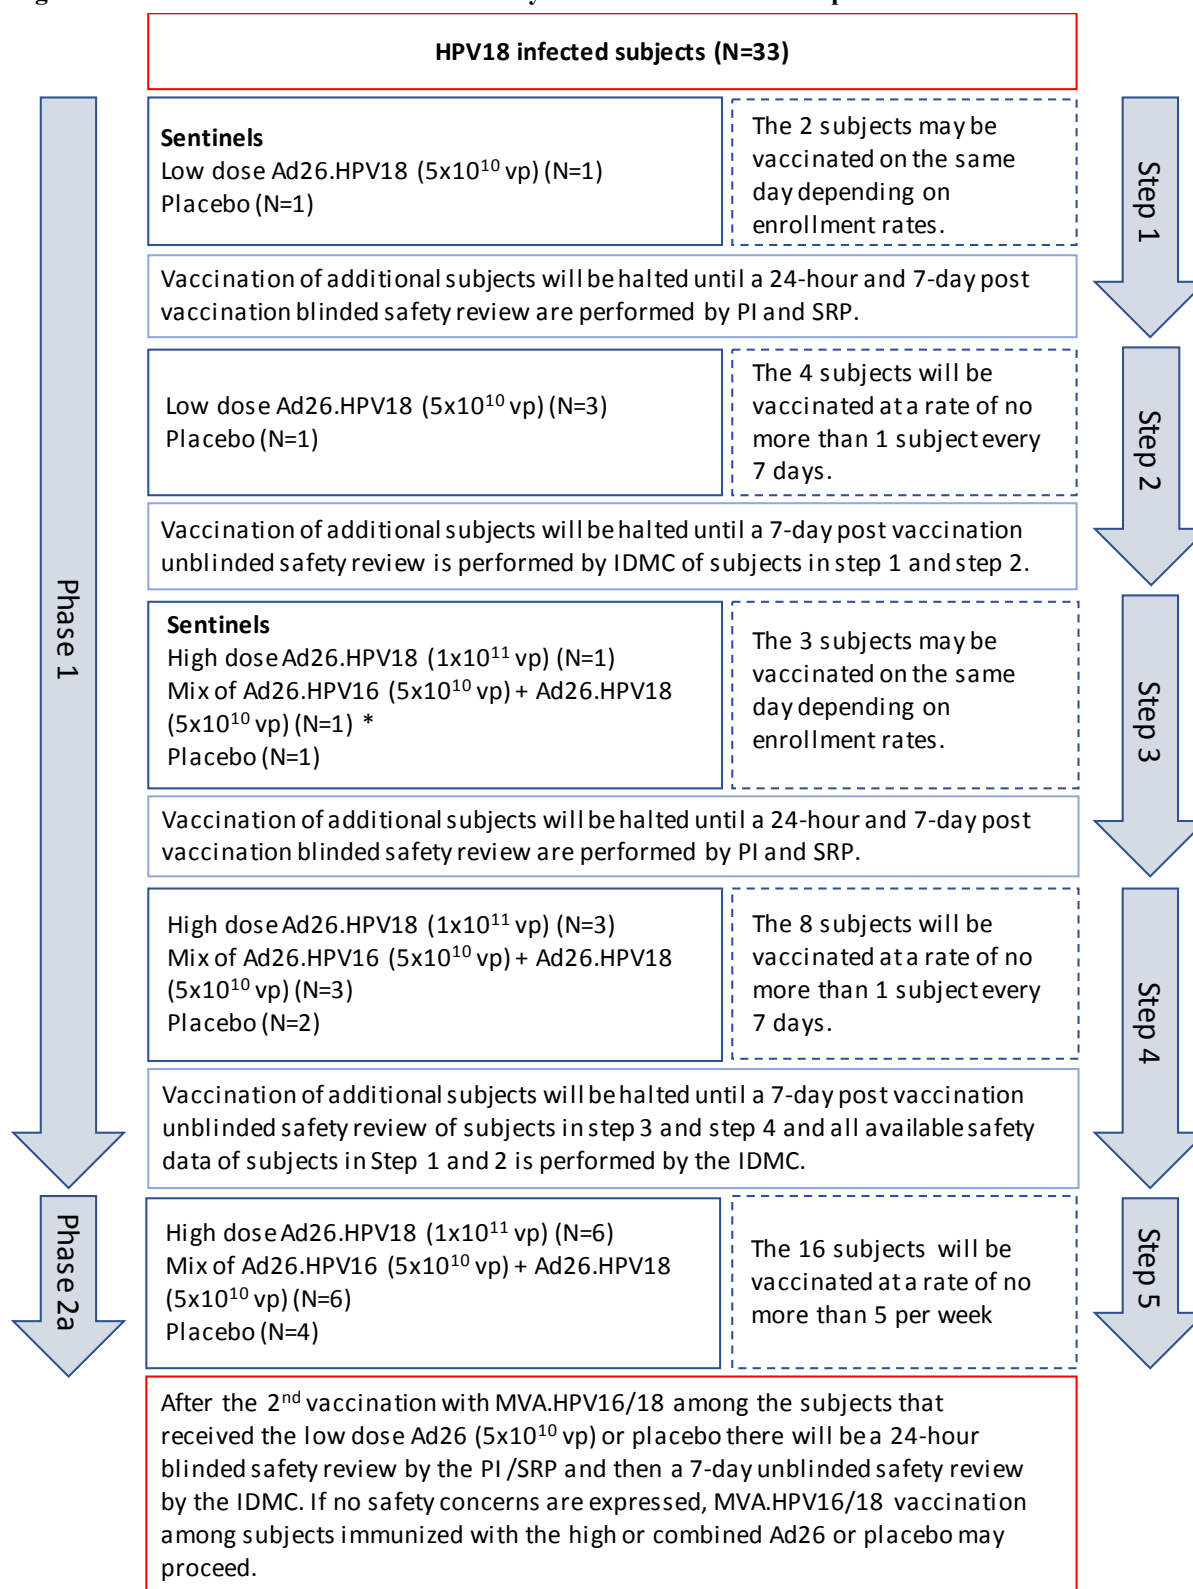 HPV18 infected subjects (N=33)
Sentinels
Low dose Ad26.HPV18 (5x10¹⁰ vp) (N=1)
Placebo (N=1)
The 2 subjects may be
vaccinated on the same
day depending on
enrollment rates.
Step 1
Vaccination of additional subjects will be halted until a 24-hour and 7-day post
vaccination blinded safety review are performed by PI and SRP.
Low dose Ad26.HPV18 (5x10¹⁰ vp) (N=3)
Placebo (N=1)
The 4 subjects will be
vaccinated at a rate of no
more than 1 subject every
7 days.
Step 2
Vaccination of additional subjects will be halted until a 7-day post vaccination
unblinded safety review is performed by IDMC of subjects in step 1 and step 2.
Phase 1
Sentinels
High dose Ad26.HPV18 (1x10¹¹ vp) (N=1)
Mix of Ad26.HPV16 (5x10¹⁰ vp) + Ad26.HPV18
(5x10¹⁰ vp) (N=1) *
Placebo (N=1)
The 3 subjects may be
vaccinated on the same
day depending on
enrollment rates.
Step 3
Vaccination of additional subjects will be halted until a 24-hour and 7-day post
vaccination blinded safety review are performed by PI and SRP.
High dose Ad26.HPV18 (1x10¹¹ vp) (N=3)
Mix of Ad26.HPV16 (5x10¹⁰ vp) + Ad26.HPV18
(5x10¹⁰ vp) (N=3)
Placebo (N=2)
The 8 subjects will be
vaccinated at a rate of no
more than 1 subject every
7 days.
Step 4
Vaccination of additional subjects will be halted until a 7-day post vaccination
unblinded safety review of subjects in step 3 and step 4 and all available safety
data of subjects in Step 1 and 2 is performed by the IDMC.
Phase 2a
High dose Ad26.HPV18 (1x10¹¹ vp) (N=6)
Mix of Ad26.HPV16 (5x10¹⁰ vp) + Ad26.HPV18
(5x10¹⁰ vp) (N=6)
Placebo (N=4)
The 16 subjects will be
vaccinated at a rate of no
more than 5 per week
Step 5
After the 2ⁿᵈ vaccination with MVA.HPV16/18 among the subjects that
received the low dose Ad26 (5x10¹⁰ vp) or placebo there will be a 24-hour
blinded safety review by the PI /SRP and then a 7-day unblinded safety review
by the IDMC. If no safety concerns are expressed, MVA.HPV16/18 vaccination
among subjects immunized with the high or combined Ad26 or placebo may
proceed.